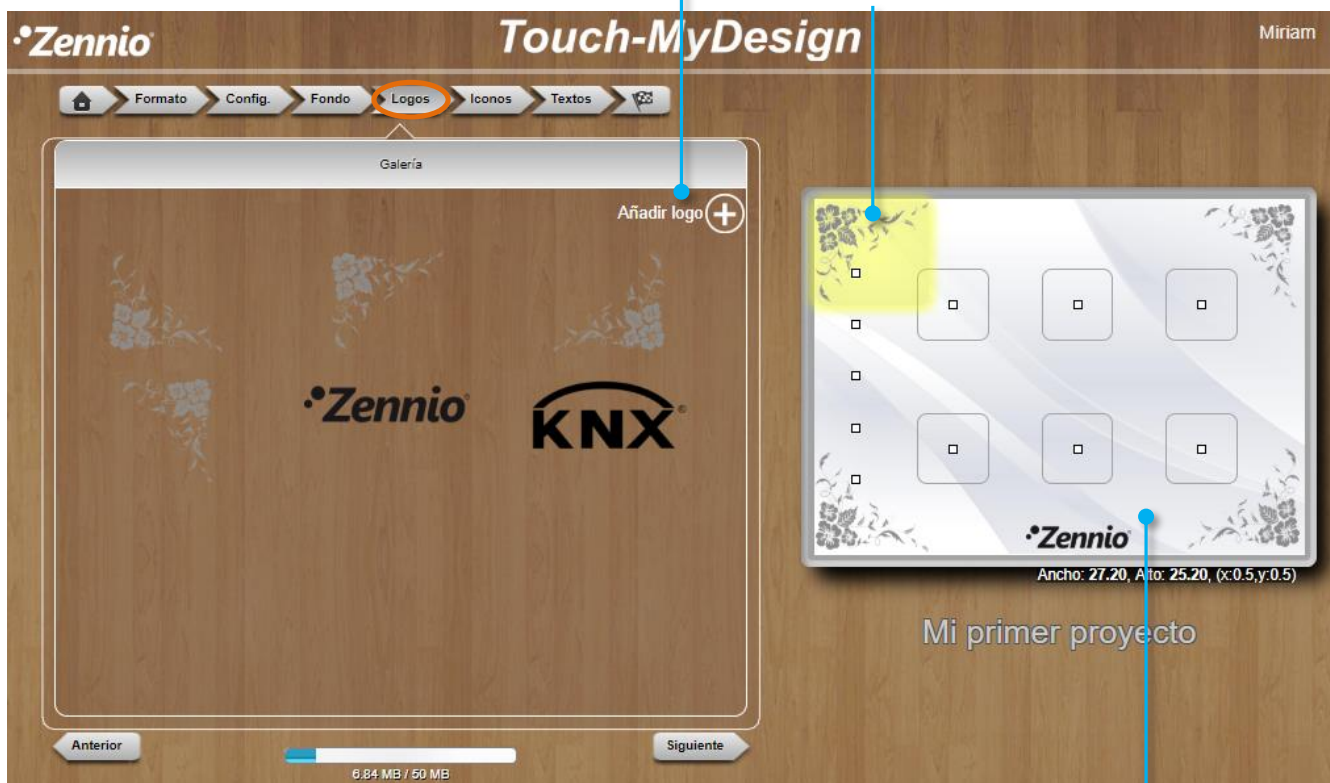 Zennio
Touch-MyDesign
Miriam
Formato
Config.
Fondo
Logos
Iconos
Textos
Galería
Añadir logo
Zennio
KNX
Zennio
Ancho: 27.20, Alto: 25.20, (x:0.5,y:0.5)
Mi primer proyecto
Anterior
Siguiente
6.84 MB / 50 MB